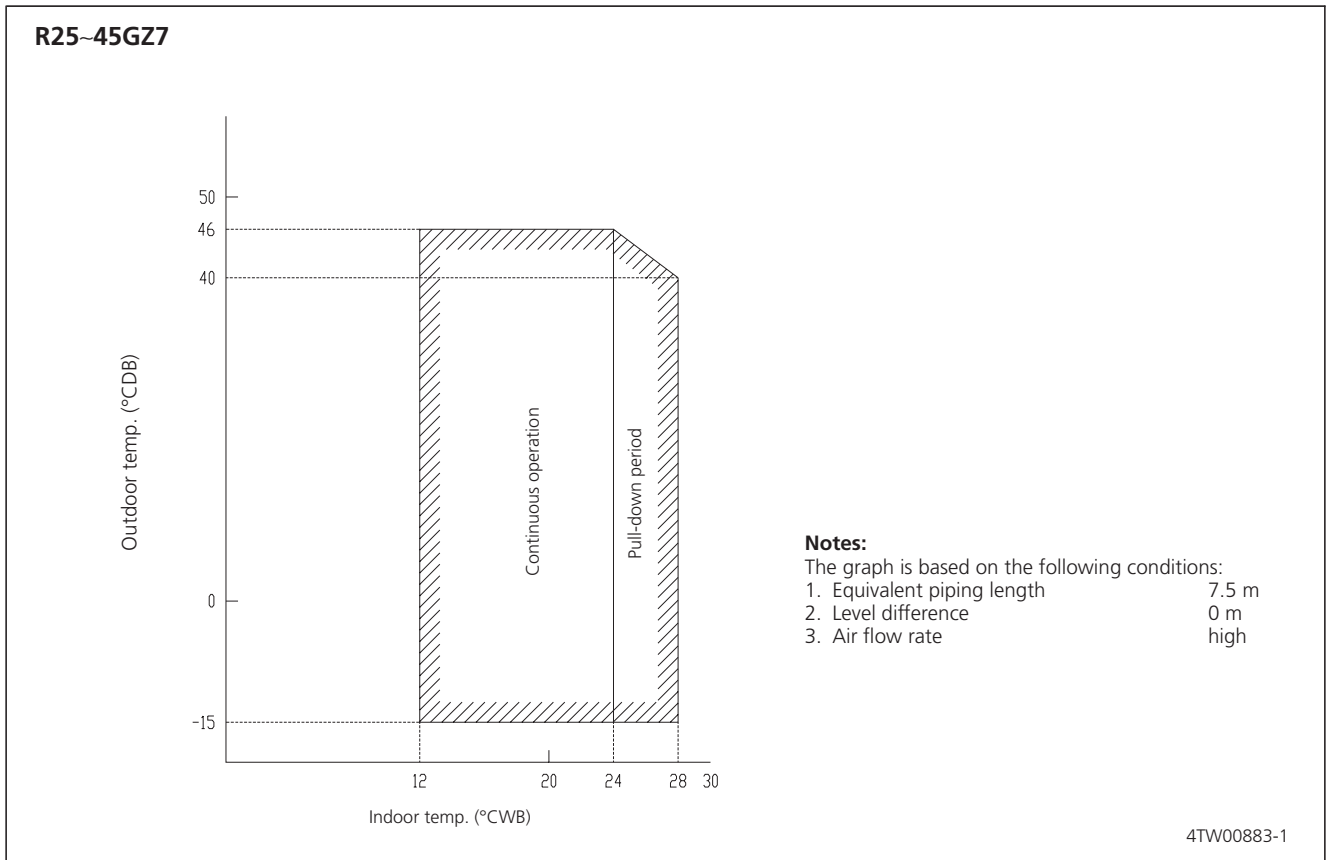 R25~45GZ7
50
46
40
0
-15
Outdoor temp. (°CDB)
Continuous operation
Pull-down period
12
20
24
28
30
Indoor temp. (°CWB)
Notes:
The graph is based on the following conditions:
1. Equivalent piping length 7.5 m
2. Level difference 0 m
3. Air flow rate high
4TW00883-1